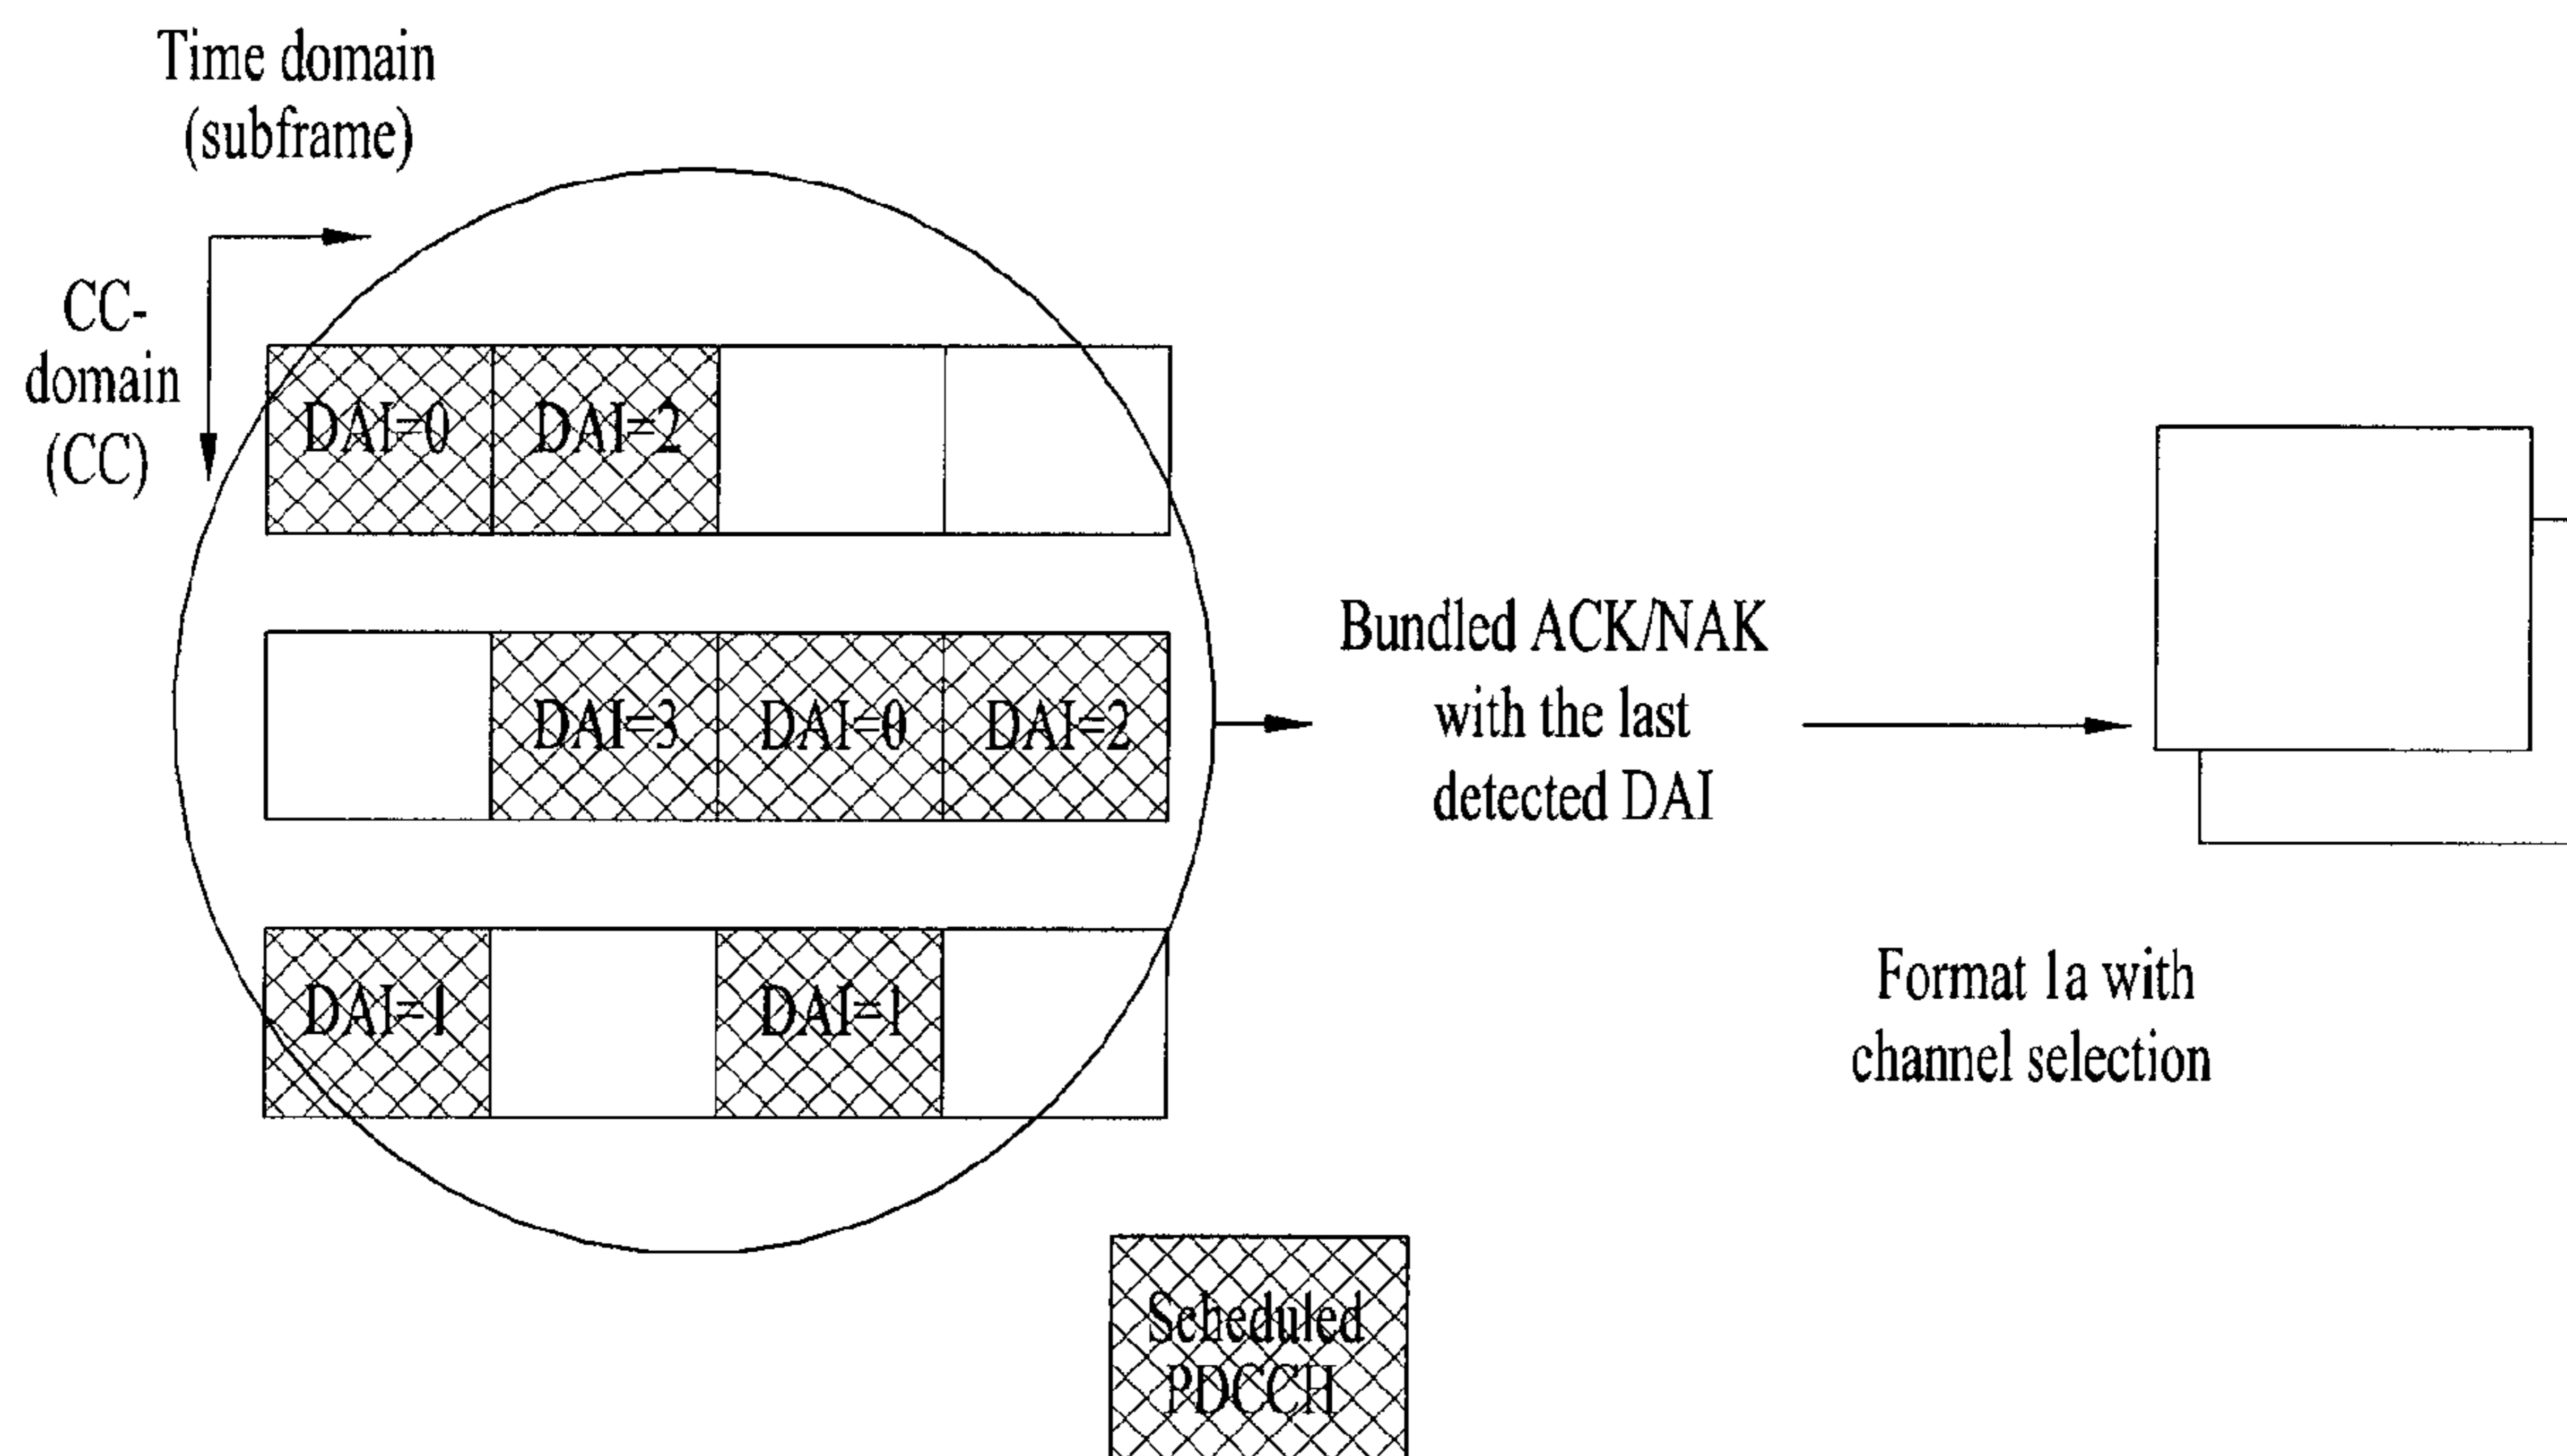 Time domain
(subframe)
CC-
domain
(CC)
DAI=0 DAI=2
DAI=3 DAI=0 DAI=2
DAI=1 DAI=1
Bundled ACK/NAK
with the last
detected DAI
Format 1a with
channel selection
Scheduled
PDCCH